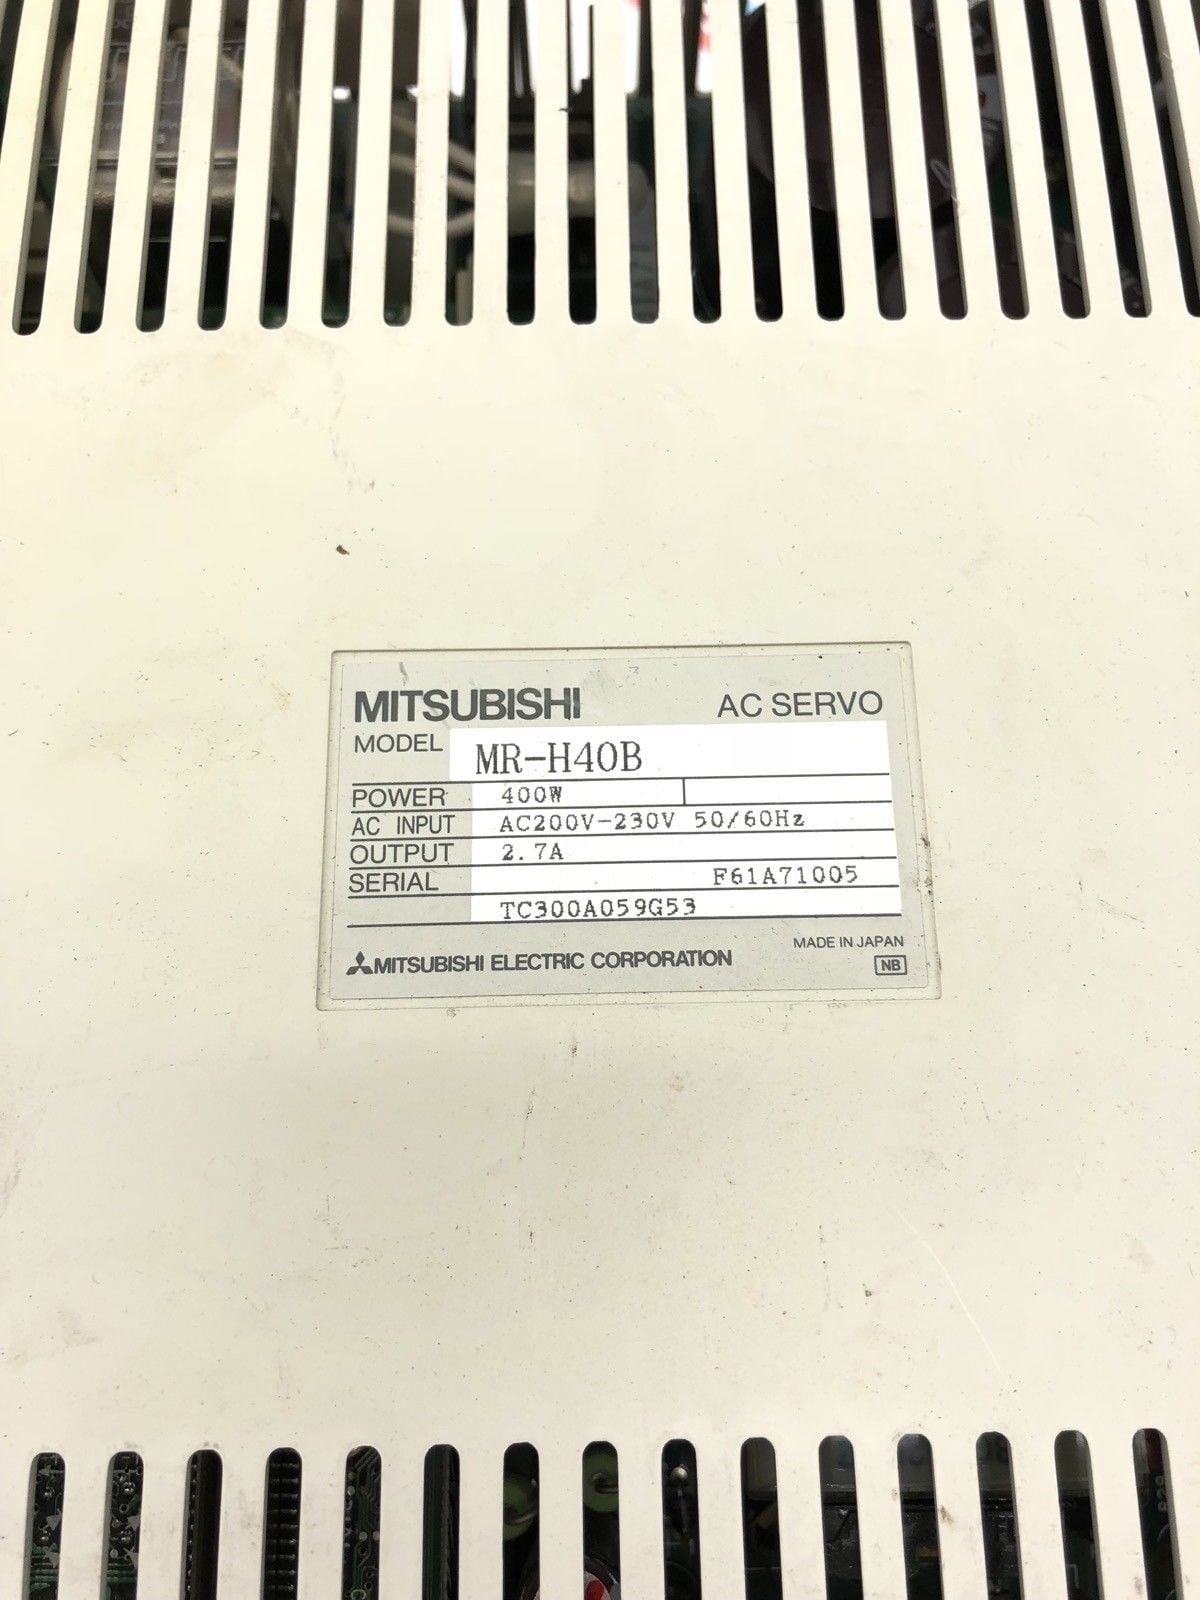 MITSUBISHI AC SERVO
MODEL MR-H40B
POWER 400W
AC INPUT AC200V-230V 50/60Hz
OUTPUT 2.7A
SERIAL F61A71005
TC300A059G53
MITSUBISHI ELECTRIC CORPORATION MADE IN JAPAN
NB